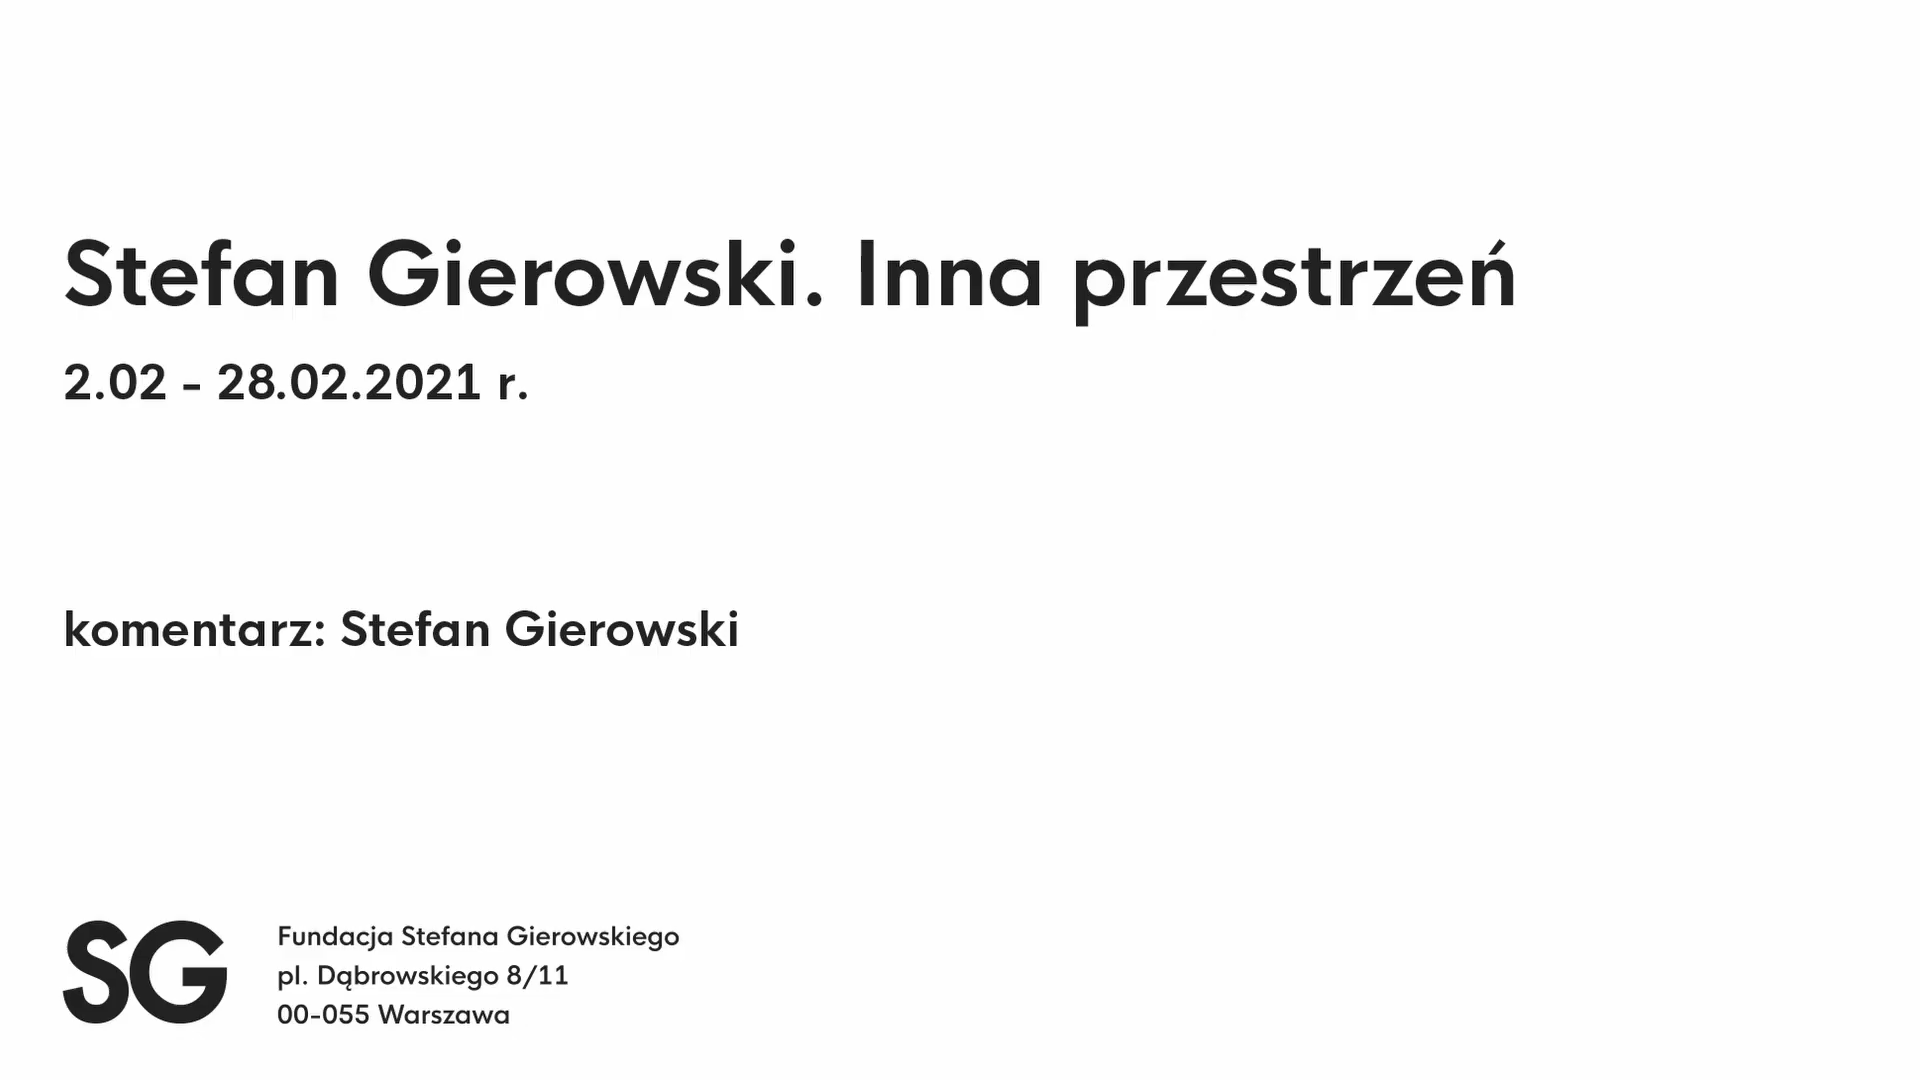 Stefan Gierowski. Inna przestrzeń
2.02 - 28.02.2021 r.
komentarz: Stefan Gierowski
SG
Fundacja Stefana Gierowskiego
pl. Dąbrowskiego 8/11
00-055 Warszawa